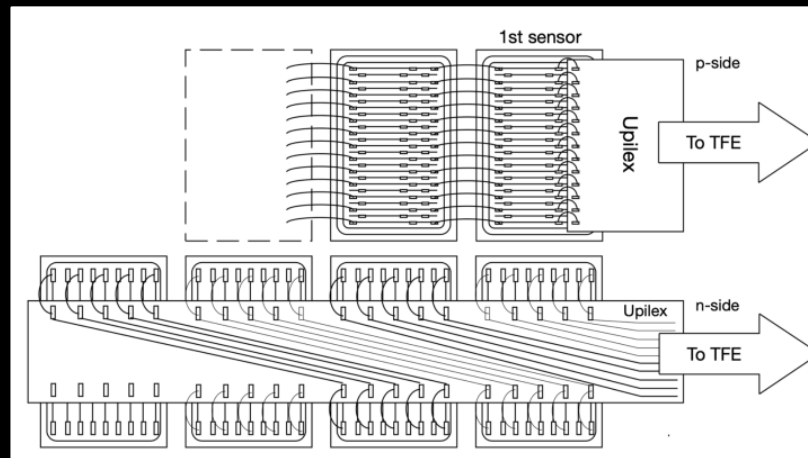 1st sensor
p-side
Upilex
To TFE
Upilex
n-side
To TFE